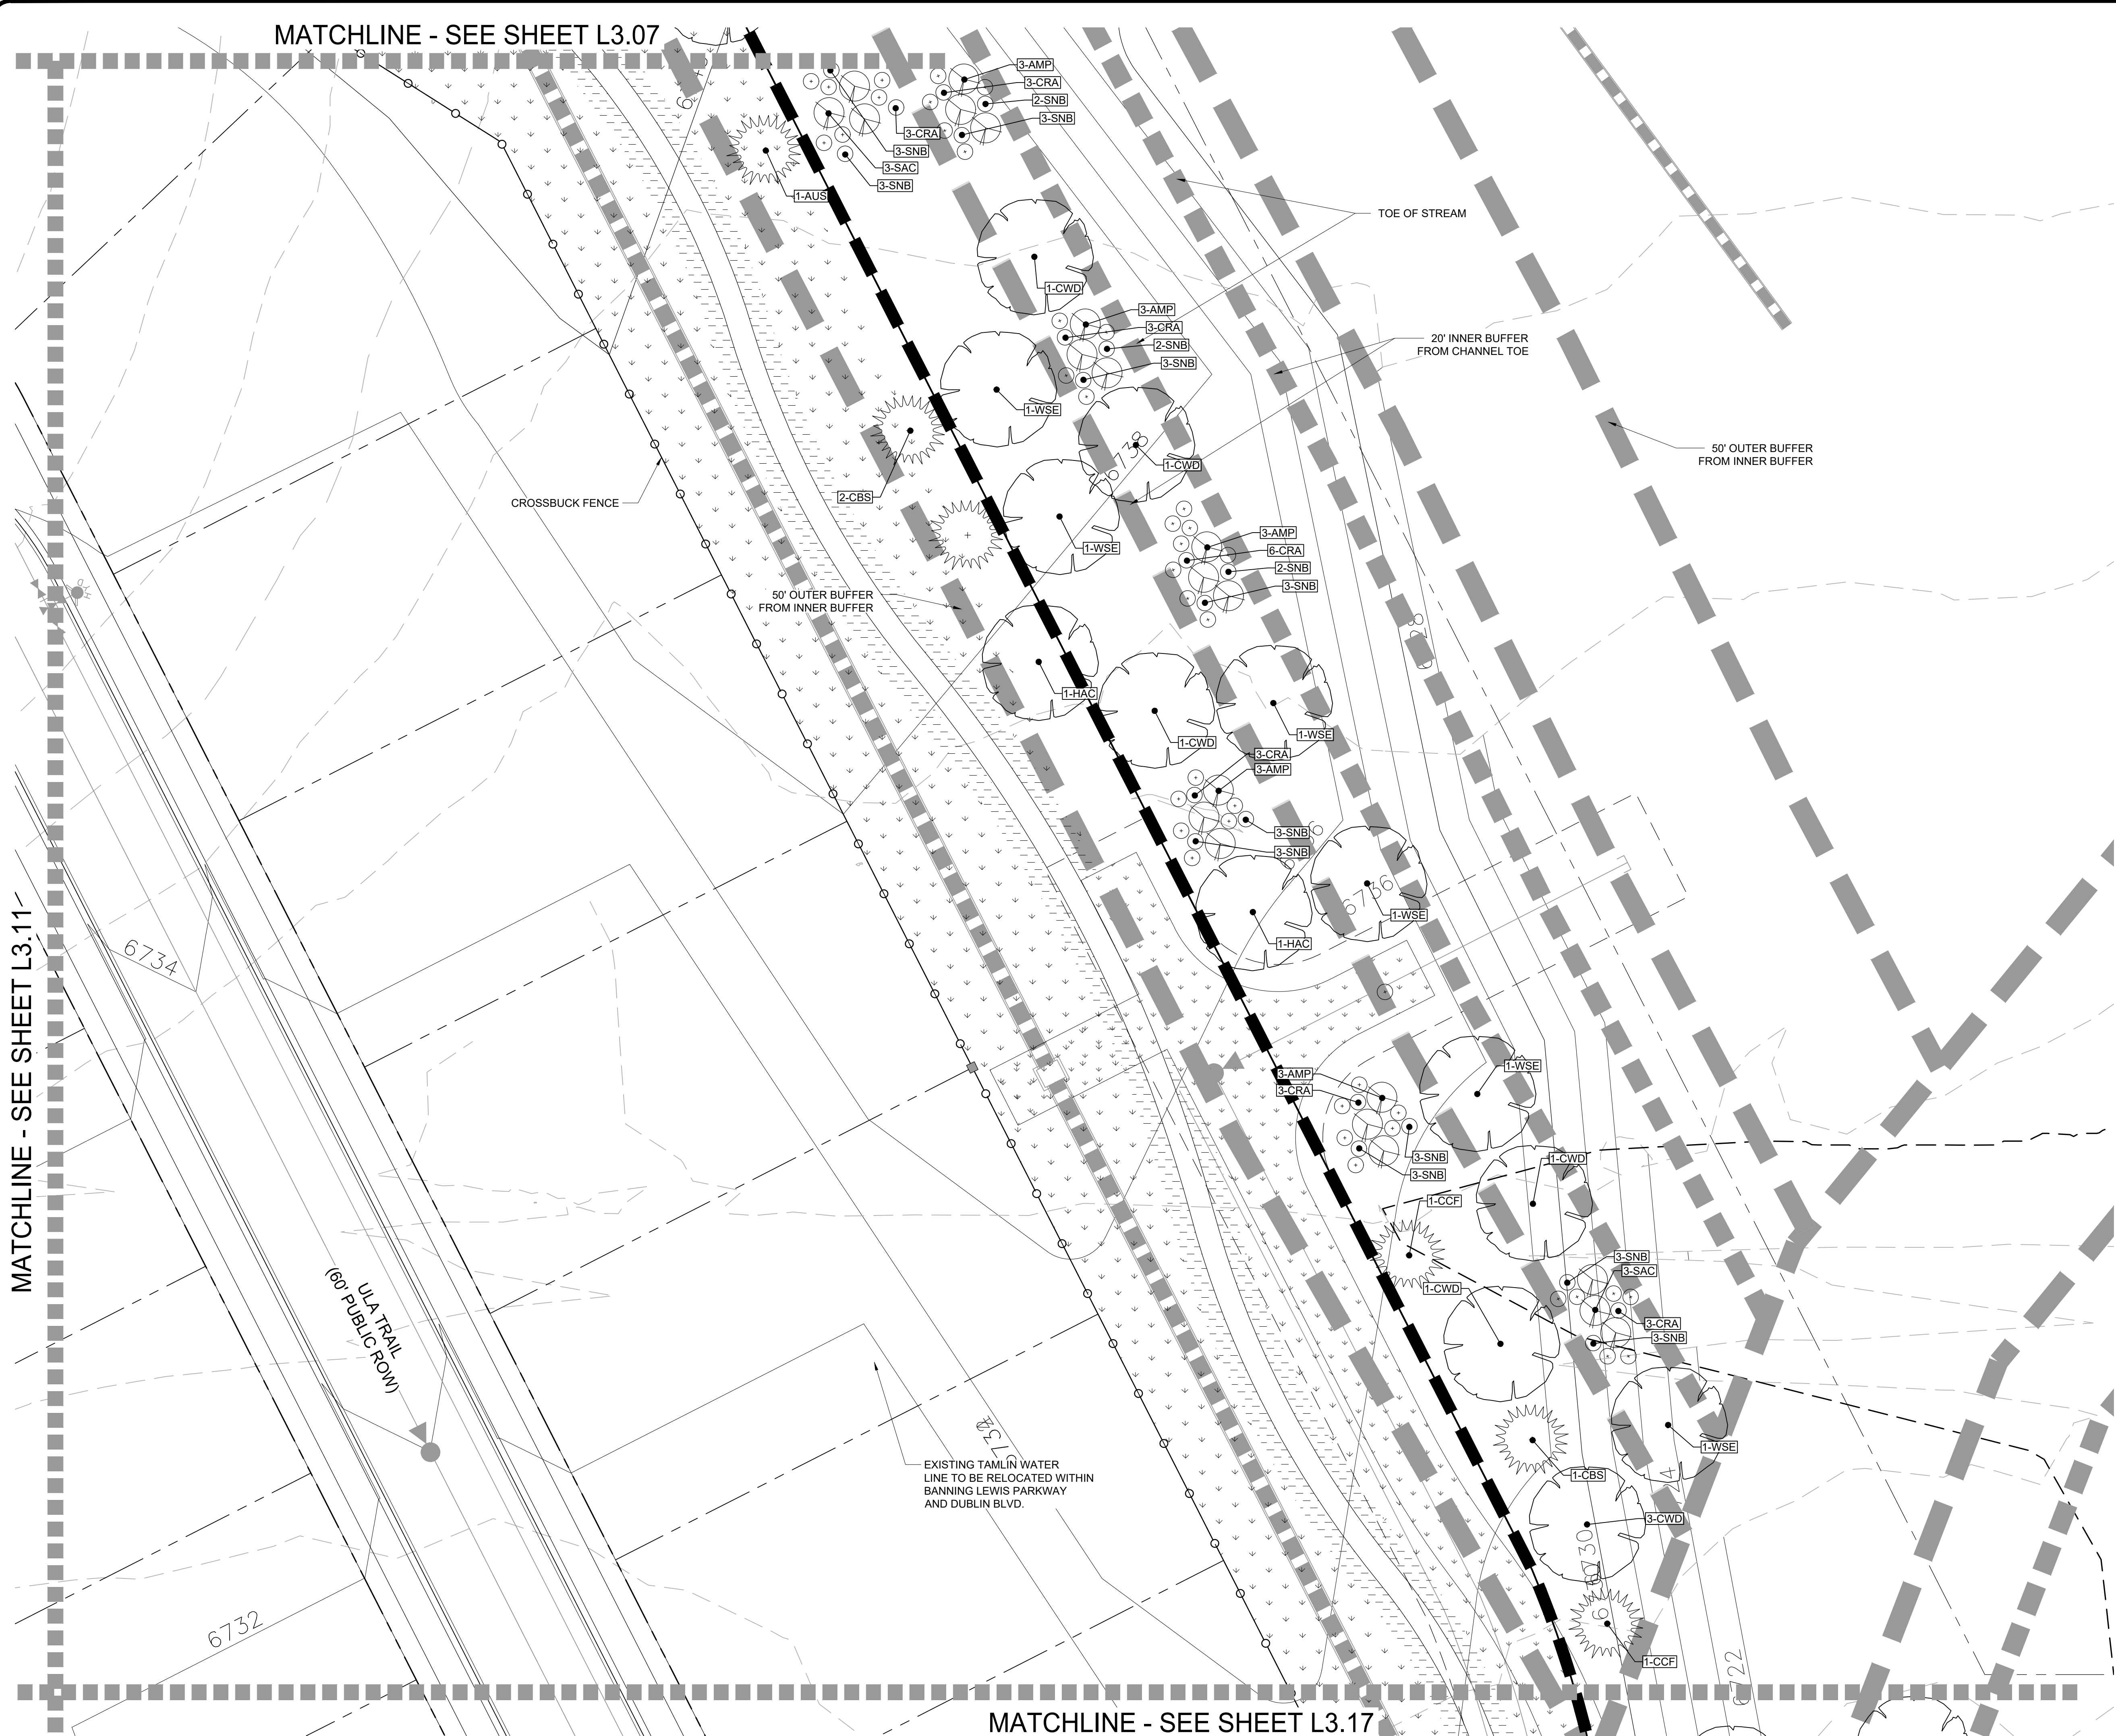 MATCHLINE - SEE SHEET L3.07
3-AMP
3-CRA
2-SNB
3-SNB
3-CRA
3-SNB
3-SAC
3-SNB
1-AUS
TOE OF STREAM
1-CWD
3-AMP
3-CRA
2-SNB
3-SNB
20' INNER BUFFER
FROM CHANNEL TOE
1-WSE
1-CWD
50' OUTER BUFFER
FROM INNER BUFFER
2-CBS
CROSSBUCK FENCE
3-AMP
6-CRA
2-SNB
3-SNB
1-WSE
50' OUTER BUFFER
FROM INNER BUFFER
1-HAC
1-CWD
1-WSE
3-CRA
3-AMP
3-SNB
3-SNB
6736
1-WSE
1-HAC
MATCHLINE - SEE SHEET L3.11
6734
1-WSE
3-AMP
3-CRA
3-SNB
3-SNB
1-CWD
1-CCF
3-SNB
3-SAC
1-CWD
3-CRA
3-SNB
ULA TRAIL
(60' PUBLIC ROW)
1-WSE
EXISTING TAMLIN WATER
LINE TO BE RELOCATED WITHIN
BANNING LEWIS PARKWAY
AND DUBLIN BLVD.
1-CBS
3-CWD
6730
6732
1-CCF
6722
MATCHLINE - SEE SHEET L3.17